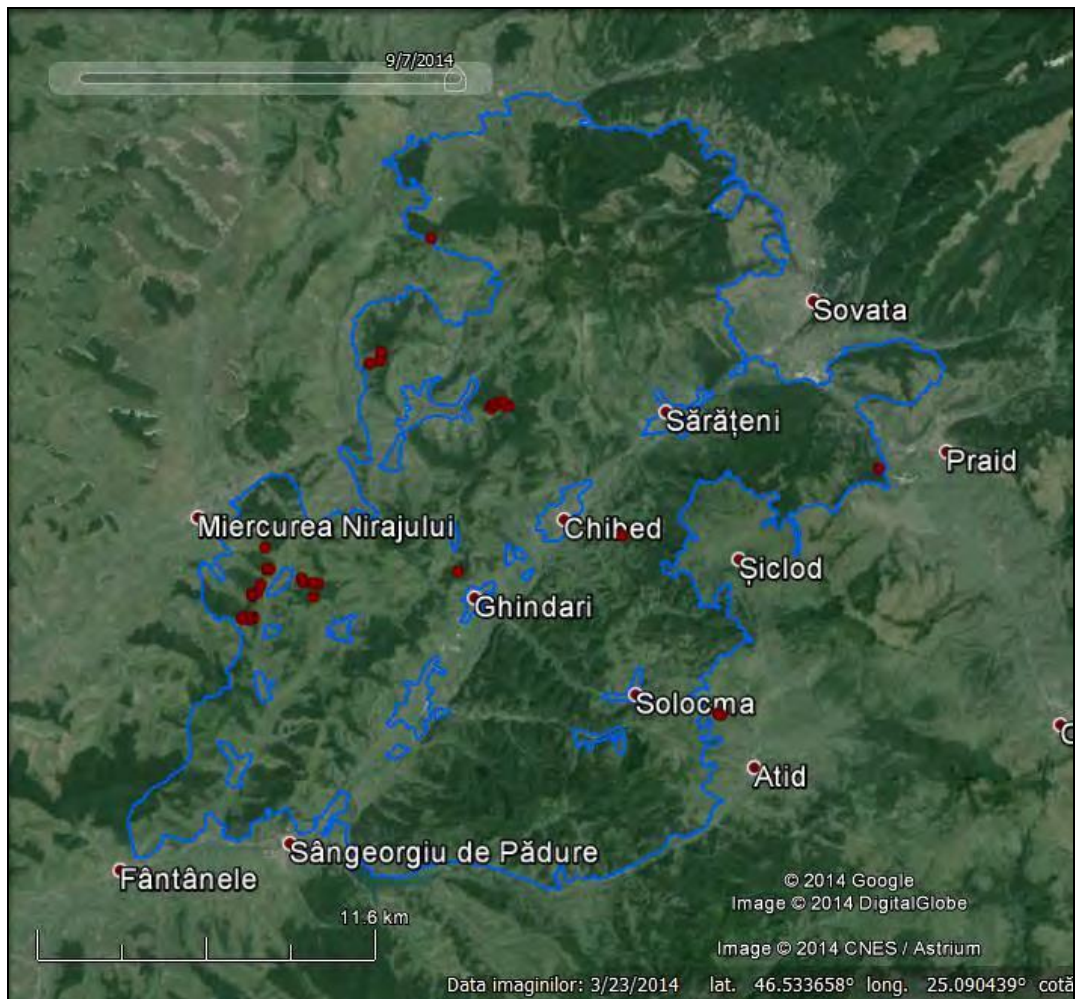 9/7/2014
Sovata
Sărățeni
Praid
Miercurea Nirajului
Chibed
Șiclod
Ghindari
Solocma
Atid
Sângeorgiu de Pădure
Fântânele
© 2014 Google
Image © 2014 DigitalGlobe
11.6 km
Image © 2014 CNES / Astrium
Data imaginilor: 3/23/2014 lat. 46.533658° long. 25.090439° cotă